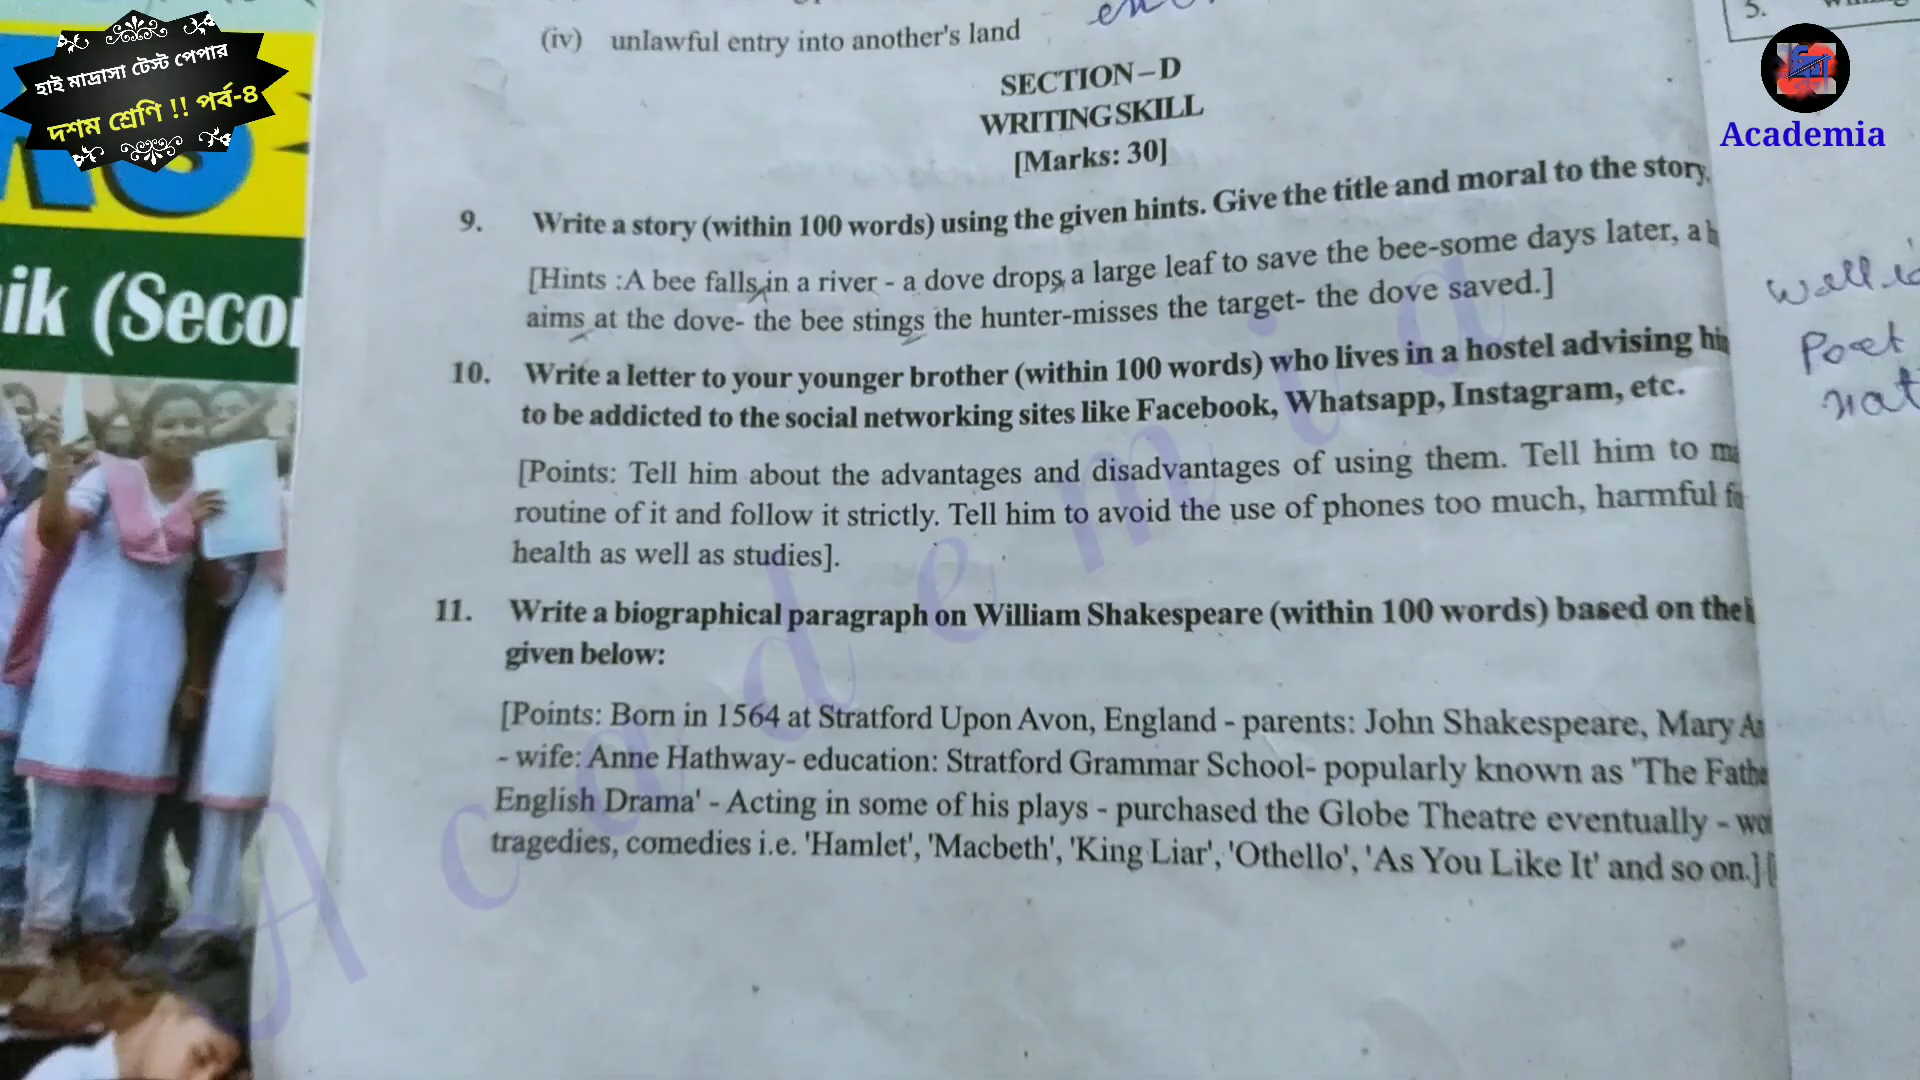 হাই মাদ্রাসা টেস্ট পেপার
দশম শ্রেণি !! পর্ব-৪
Academia
(iv) unlawful entry into another's land
5.
SECTION–D
WRITING SKILL
[Marks: 30]
9. Write a story (within 100 words) using the given hints. Give the title and moral to the story.
[Hints :A bee falls in a river - a dove drops a large leaf to save the bee-some days later, a
aims at the dove- the bee stings the hunter-misses the target- the dove saved.]
10. Write a letter to your younger brother (within 100 words) who lives in a hostel advising
to be addicted to the social networking sites like Facebook, Whatsapp, Instagram, etc.
[Points: Tell him about the advantages and disadvantages of using them. Tell him to
routine of it and follow it strictly. Tell him to avoid the use of phones too much, harmful
health as well as studies].
11. Write a biographical paragraph on William Shakespeare (within 100 words) based on the
given below:
[Points: Born in 1564 at Stratford Upon Avon, England - parents: John Shakespeare, Mary
- wife: Anne Hathway- education: Stratford Grammar School- popularly known as 'The
English Drama' - Acting in some of his plays - purchased the Globe Theatre eventually -
tragedies, comedies i.e. 'Hamlet', 'Macbeth', 'King Liar', 'Othello', 'As You Like It' and so on.]
ik (Seco
Poet
Academia